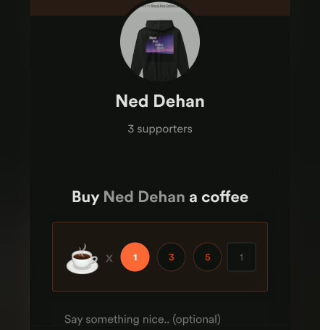 Ned Dehan
3 supporters
Buy Ned Dehan a coffee
x 1 3 5 1
Say something nice.. (optional)